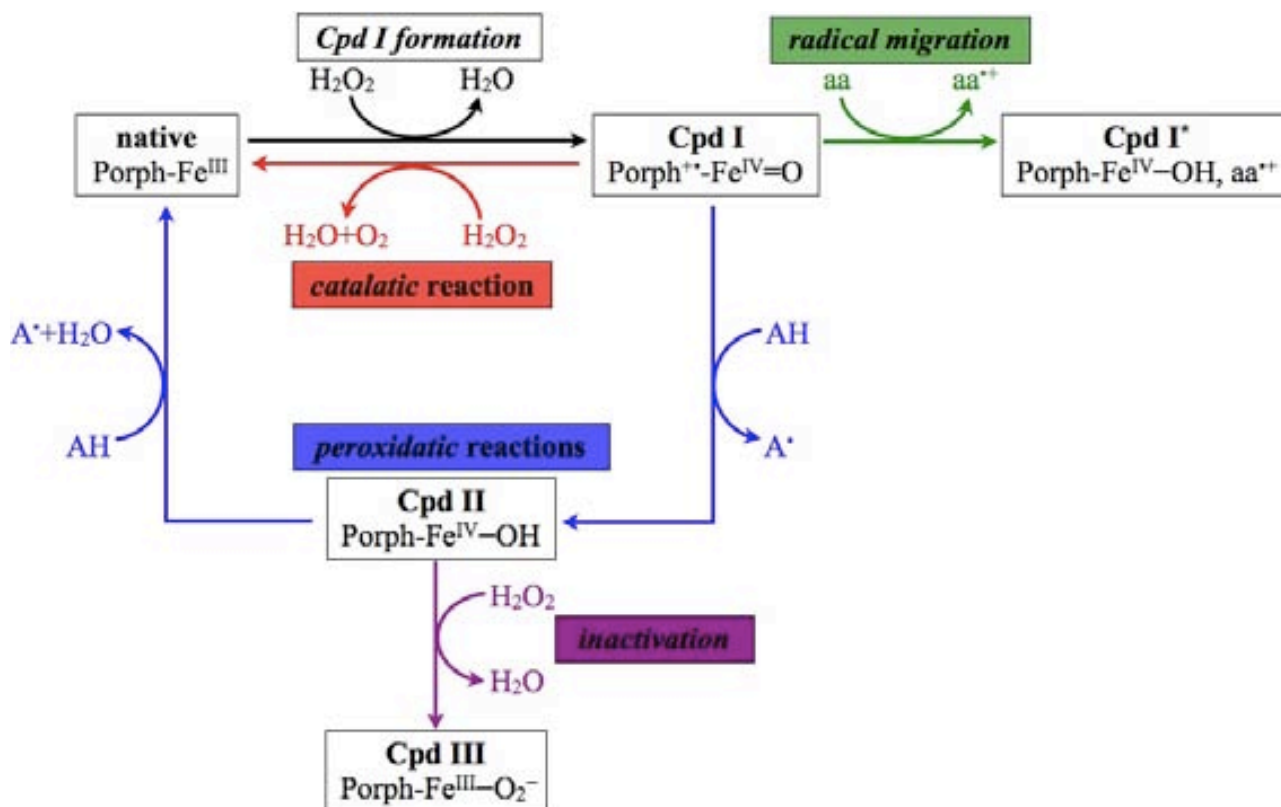 Cpd I formation
radical migration
H₂O₂
H₂O
aa
aa•⁺
native
Porph-Feᴵᴵᴵ
Cpd I
Porph⁺•-Feᴵⱽ=O
Cpd I*
Porph-Feᴵⱽ−OH, aa•⁺
H₂O+O₂
H₂O₂
catalatic reaction
A•+H₂O
AH
AH
A•
peroxidatic reactions
Cpd II
Porph-Feᴵⱽ−OH
H₂O₂
inactivation
H₂O
Cpd III
Porph-Feᴵᴵᴵ−O₂⁻